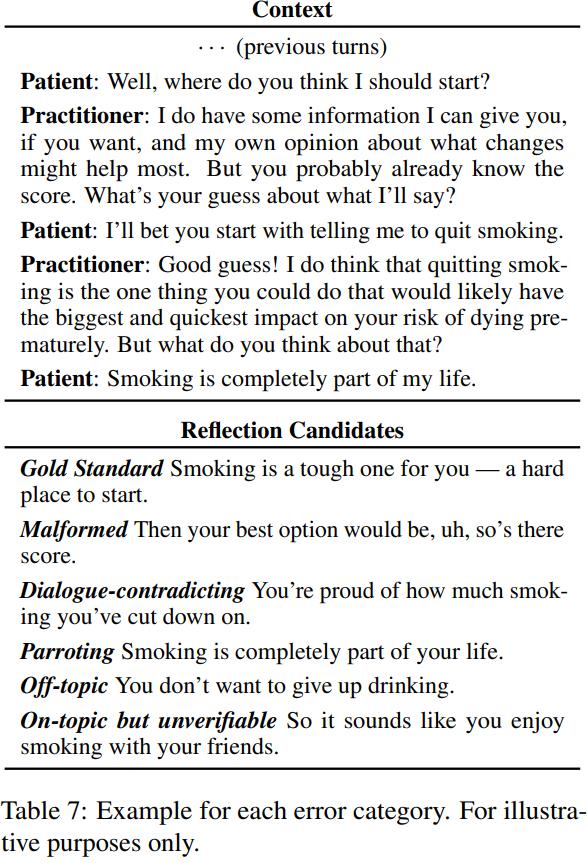 Context
· · · (previous turns)
Patient: Well, where do you think I should start?
Practitioner: I do have some information I can give you,
if you want, and my own opinion about what changes
might help most. But you probably already know the
score. What's your guess about what I'll say?
Patient: I'll bet you start with telling me to quit smoking.
Practitioner: Good guess! I do think that quitting smok-
ing is the one thing you could do that would likely have
the biggest and quickest impact on your risk of dying pre-
maturely. But what do you think about that?
Patient: Smoking is completely part of my life.
Reflection Candidates
Gold Standard Smoking is a tough one for you — a hard
place to start.
Malformed Then your best option would be, uh, so's there
score.
Dialogue-contradicting You're proud of how much smok-
ing you've cut down on.
Parroting Smoking is completely part of your life.
Off-topic You don't want to give up drinking.
On-topic but unverifiable So it sounds like you enjoy
smoking with your friends.
Table 7: Example for each error category. For illustra-
tive purposes only.